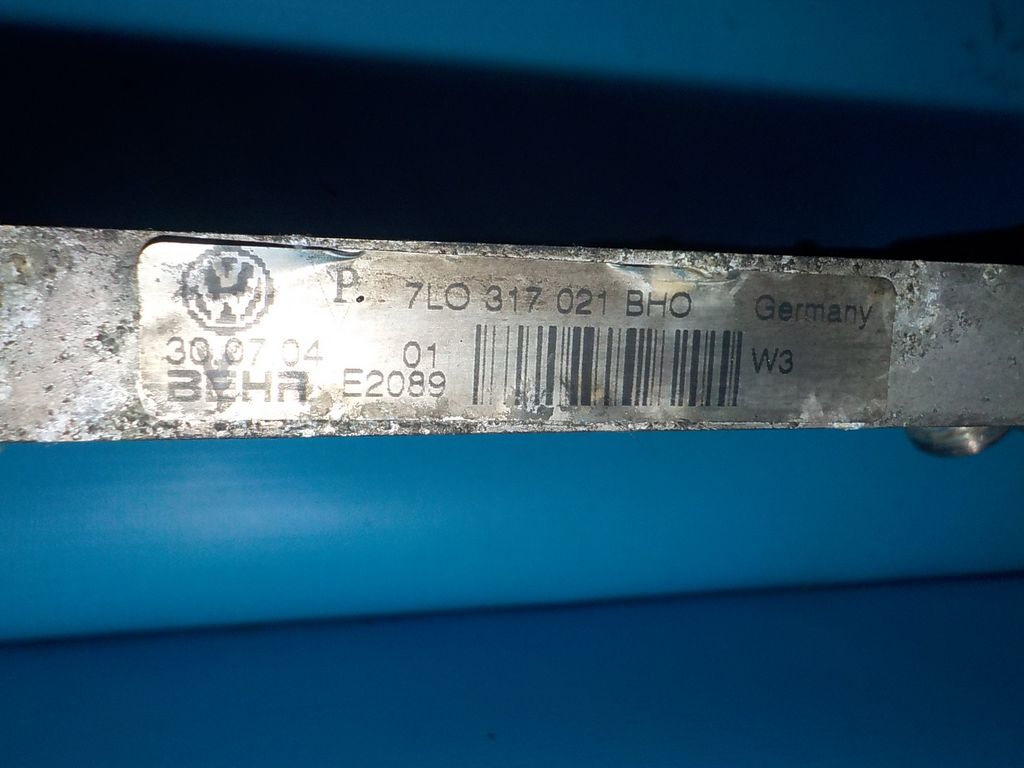 P. 7LO 317 021 BHO Germany
30.07.04 01 W3
BEHR E2089